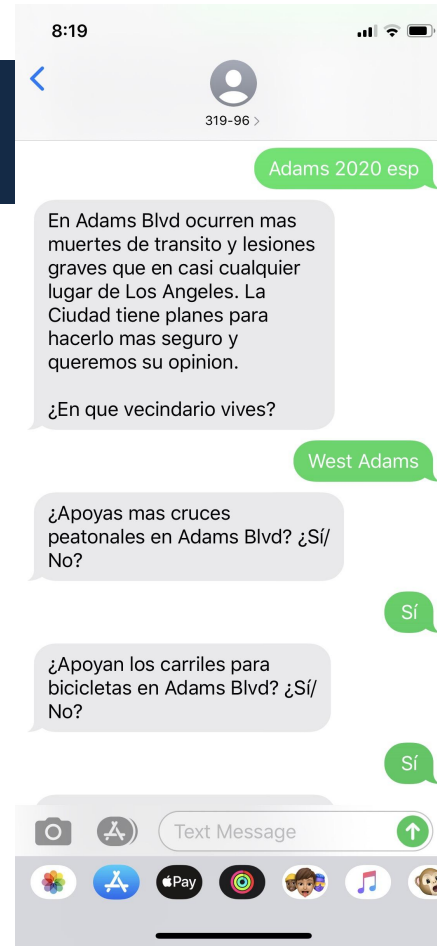 8:19
319-96 >
Adams 2020 esp
En Adams Blvd ocurren mas
muertes de transito y lesiones
graves que en casi cualquier
lugar de Los Angeles. La
Ciudad tiene planes para
hacerlo mas seguro y
queremos su opinion.
¿En que vecindario vives?
West Adams
¿Apoyas mas cruces
peatonales en Adams Blvd? ¿Sí/
No?
Sí
¿Apoyan los carriles para
bicicletas en Adams Blvd? ¿Sí/
No?
Sí
Text Message
Pay